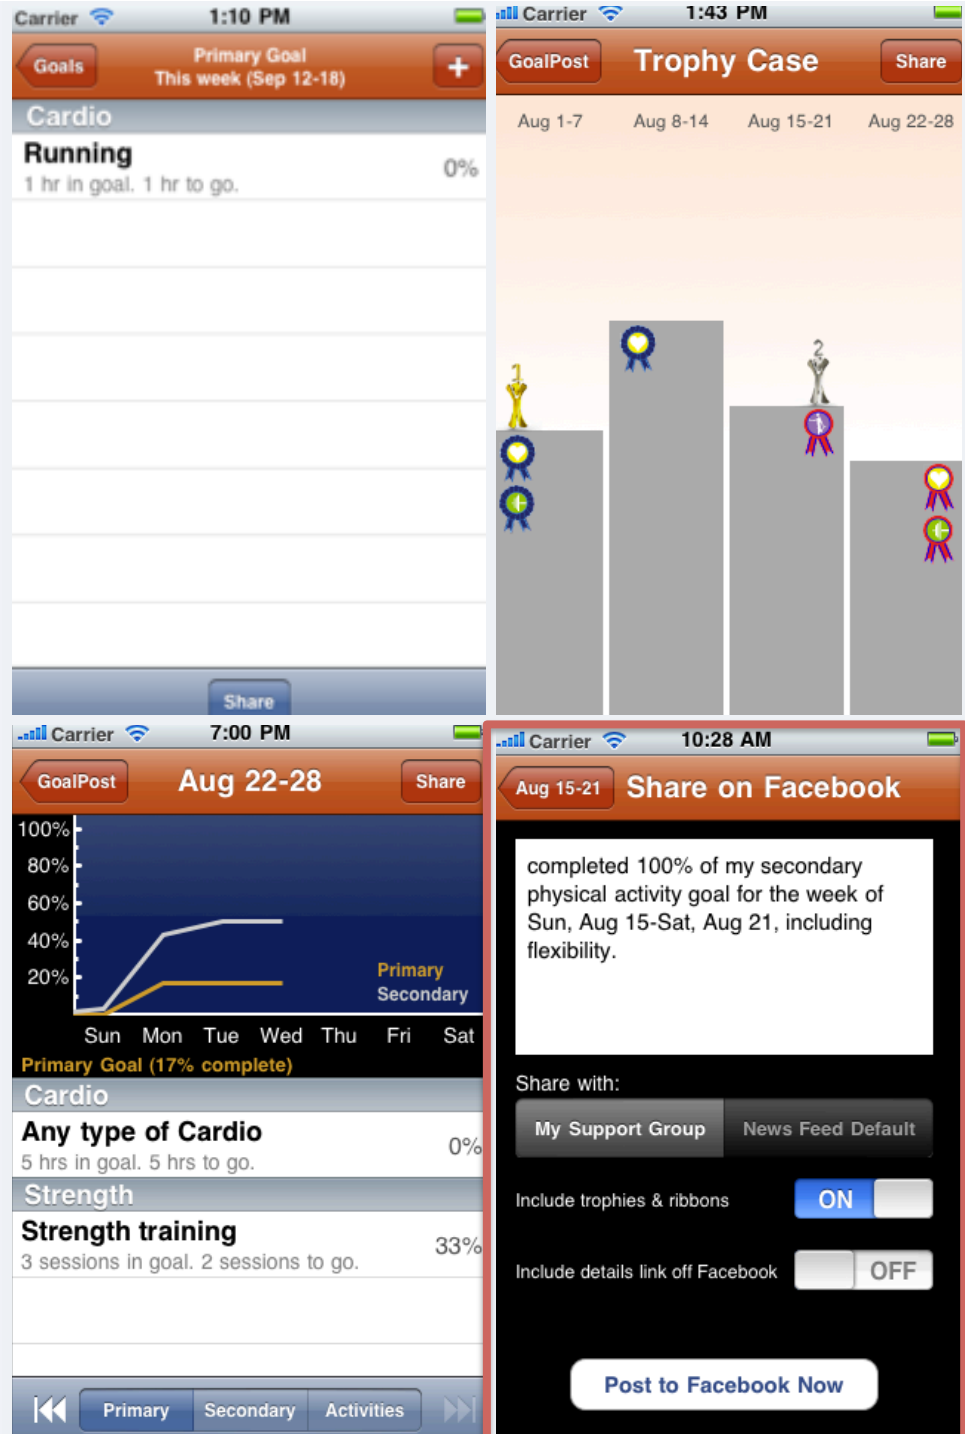 Carrier 1:10 PM
Goals
Primary Goal
This week (Sep 12-18)
+
Cardio
Running
0%
1 hr in goal. 1 hr to go.
Share
Carrier 1:43 PM
GoalPost Trophy Case Share
Aug 1-7 Aug 8-14 Aug 15-21 Aug 22-28
1
2
Carrier 7:00 PM
GoalPost Aug 22-28 Share
100%
80%
60%
40%
20%
Primary
Secondary
Sun Mon Tue Wed Thu Fri Sat
Primary Goal (17% complete)
Cardio
Any type of Cardio
0%
5 hrs in goal. 5 hrs to go.
Strength
Strength training
33%
3 sessions in goal. 2 sessions to go.
Primary Secondary Activities
Carrier 10:28 AM
Aug 15-21 Share on Facebook
completed 100% of my secondary
physical activity goal for the week of
Sun, Aug 15-Sat, Aug 21, including
flexibility.
Share with:
My Support Group News Feed Default
Include trophies & ribbons ON
Include details link off Facebook OFF
Post to Facebook Now